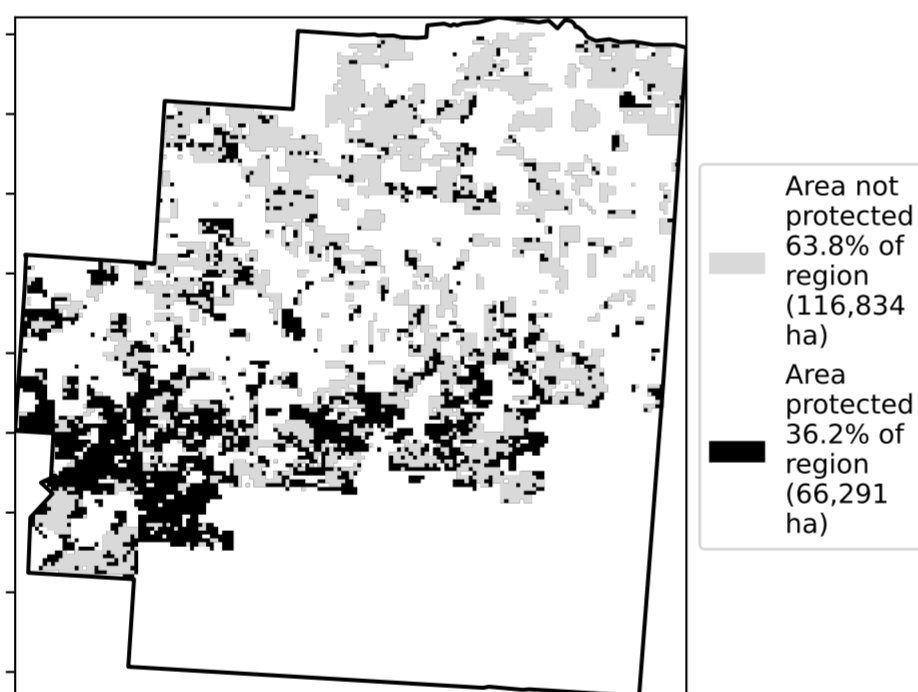 Area not
protected
63.8% of
region
(116,834
ha)
Area
protected
36.2% of
region
(66,291
ha)